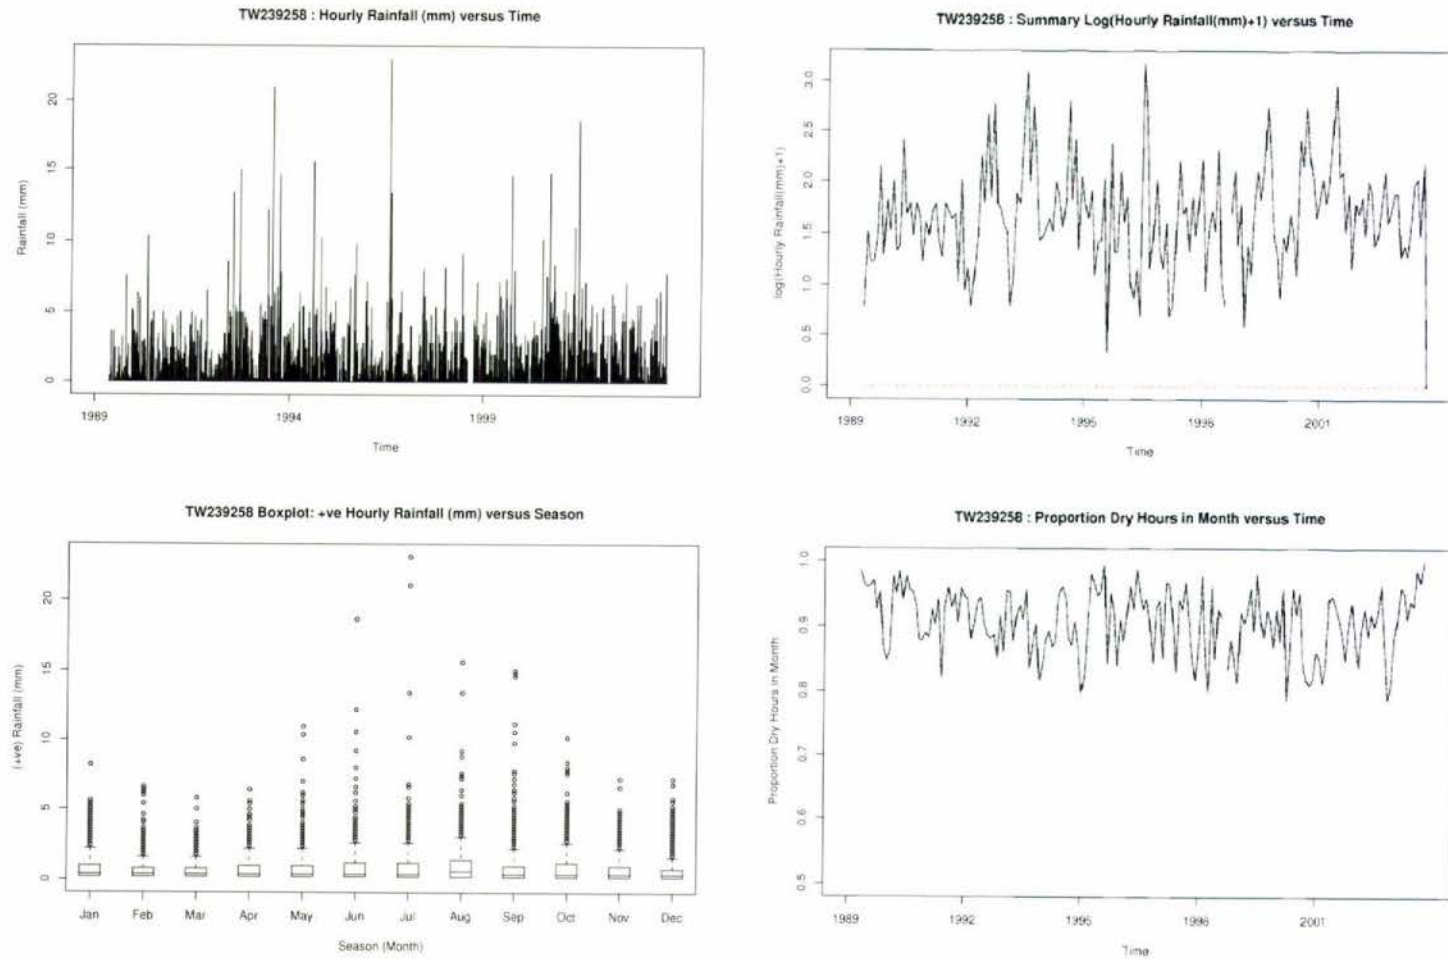 TW239258 : Hourly Rainfall (mm) versus Time
Rainfall (mm)
20
15
10
5
0
1989
1994
1999
Time
TW239258 : Summary Log(Hourly Rainfall(mm)+1) versus Time
log(Hourly Rainfall(mm)+1)
3.0
2.5
2.0
1.5
1.0
0.5
0.0
1989
1992
1995
1998
2001
Time
TW239258 Boxplot: +ve Hourly Rainfall (mm) versus Season
(+ve) Rainfall (mm)
20
15
10
5
0
Jan
Feb
Mar
Apr
May
Jun
Jul
Aug
Sep
Oct
Nov
Dec
Season (Month)
TW239258 : Proportion Dry Hours in Month versus Time
Proportion Dry Hours in Month
1.0
0.9
0.8
0.7
0.6
0.5
1989
1992
1995
1998
2001
Time